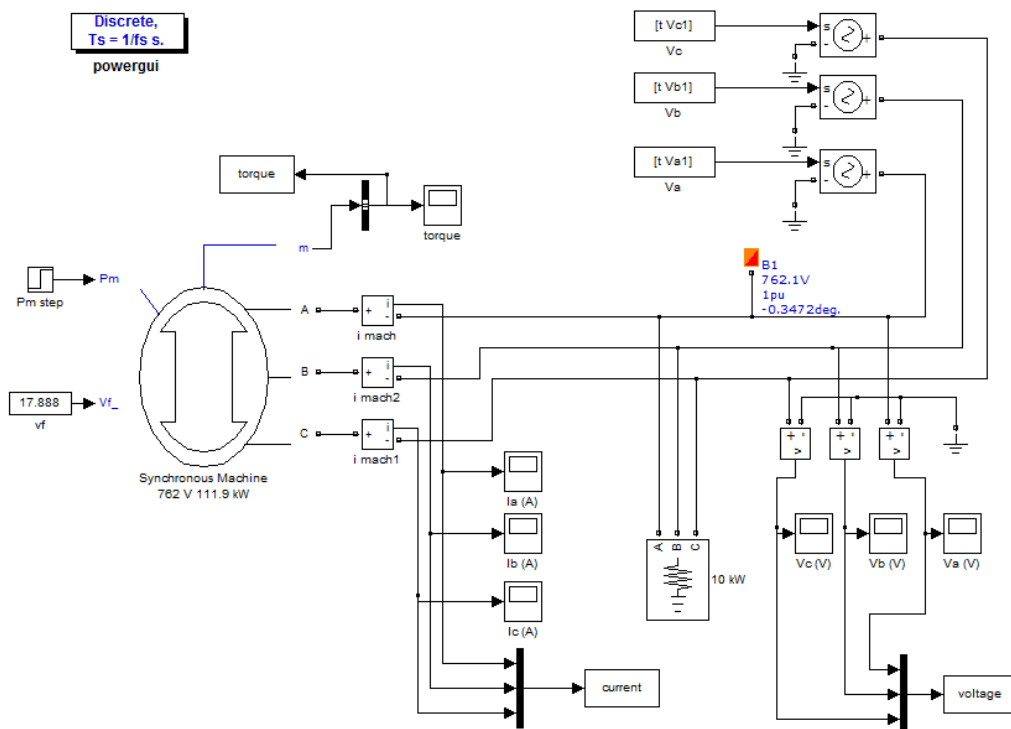 Discrete,
Ts = 1/fs s.
powergui
[t Vc1]
Vc
s
-
+
[t Vb1]
Vb
s
-
+
[t Va1]
Va
s
-
+
torque
torque
m
Pm step
Pm
B1
762.1V
1pu
-0.3472deg.
A
+
i
-
i mach
B
+
i
-
i mach2
C
+
i
-
i mach1
17.888
vf
Vf_
Synchronous Machine
762 V 111.9 kW
+ -
v
+ -
v
+ -
v
Ia (A)
Ib (A)
Ic (A)
A B C
10 kW
Vc (V)
Vb (V)
Va (V)
current
voltage